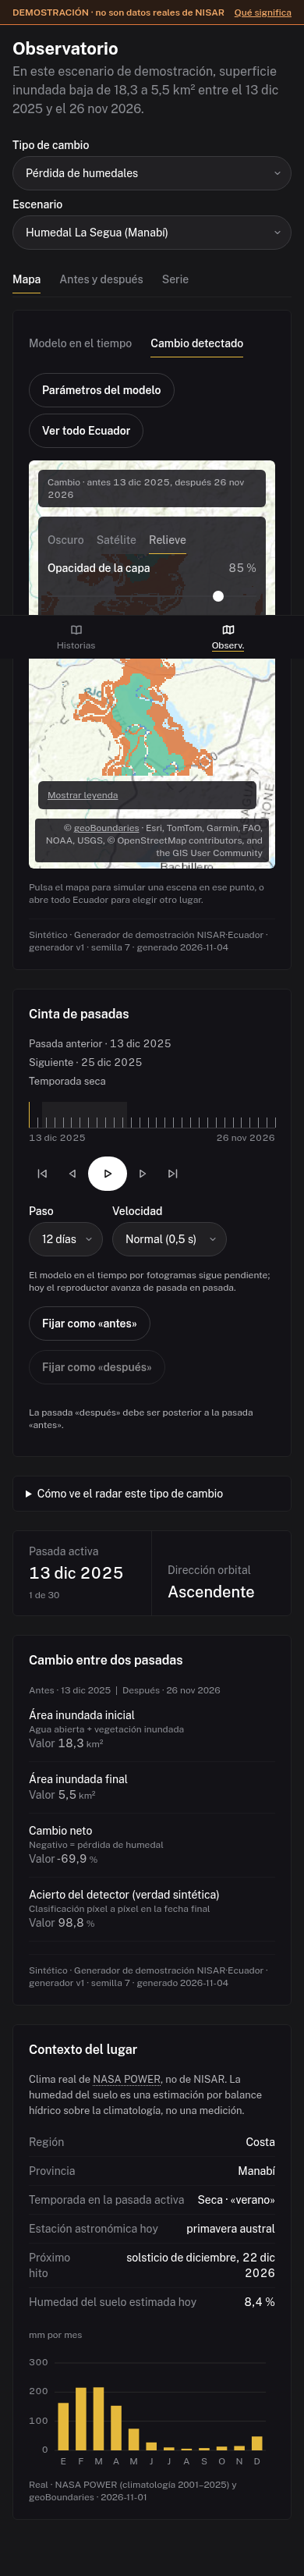 DEMOSTRACIÓN · no son datos reales de NISAR Qué significa
Observatorio
En este escenario de demostración, superficie
inundada baja de 18,3 a 5,5 km² entre el 13 dic
2025 y el 26 nov 2026.
Tipo de cambio
Pérdida de humedales
Escenario
Humedal La Segua (Manabí)
Mapa Antes y después Serie
Modelo en el tiempo Cambio detectado
Parámetros del modelo
Ver todo Ecuador
Cambio · antes 13 dic 2025, después 26 nov
2026
Oscuro Satélite Relieve
Opacidad de la capa 85 %
Historias Observ.
Mostrar leyenda
© geoBoundaries · Esri, TomTom, Garmin, FAO,
NOAA, USGS, © OpenStreetMap contributors, and
the GIS User Community
Bachillero
Pulsa el mapa para simular una escena en ese punto, o
abre todo Ecuador para elegir otro lugar.
Sintético · Generador de demostración NISAR·Ecuador ·
generador v1 · semilla 7 · generado 2026-11-04
Cinta de pasadas
Pasada anterior · 13 dic 2025
Siguiente · 25 dic 2025
Temporada seca
13 dic 2025 26 nov 2026
Paso Velocidad
12 días Normal (0,5 s)
El modelo en el tiempo por fotogramas sigue pendiente;
hoy el reproductor avanza de pasada en pasada.
Fijar como «antes»
Fijar como «después»
La pasada «después» debe ser posterior a la pasada
«antes».
Cómo ve el radar este tipo de cambio
Pasada activa
13 dic 2025
1 de 30
Dirección orbital
Ascendente
Cambio entre dos pasadas
Antes · 13 dic 2025 | Después · 26 nov 2026
Área inundada inicial
Agua abierta + vegetación inundada
Valor 18,3 km²
Área inundada final
Valor 5,5 km²
Cambio neto
Negativo = pérdida de humedal
Valor -69,9 %
Acierto del detector (verdad sintética)
Clasificación píxel a píxel en la fecha final
Valor 98,8 %
Sintético · Generador de demostración NISAR·Ecuador ·
generador v1 · semilla 7 · generado 2026-11-04
Contexto del lugar
Clima real de NASA POWER, no de NISAR. La
humedad del suelo es una estimación por balance
hídrico sobre la climatología, no una medición.
Región Costa
Provincia Manabí
Temporada en la pasada activa Seca · «verano»
Estación astronómica hoy primavera austral
Próximo hito solsticio de diciembre, 22 dic
2026
Humedad del suelo estimada hoy 8,4 %
mm por mes
300
200
100
0
E F M A M J J A S O N D
Real · NASA POWER (climatología 2001–2025) y
geoBoundaries · 2026-11-01